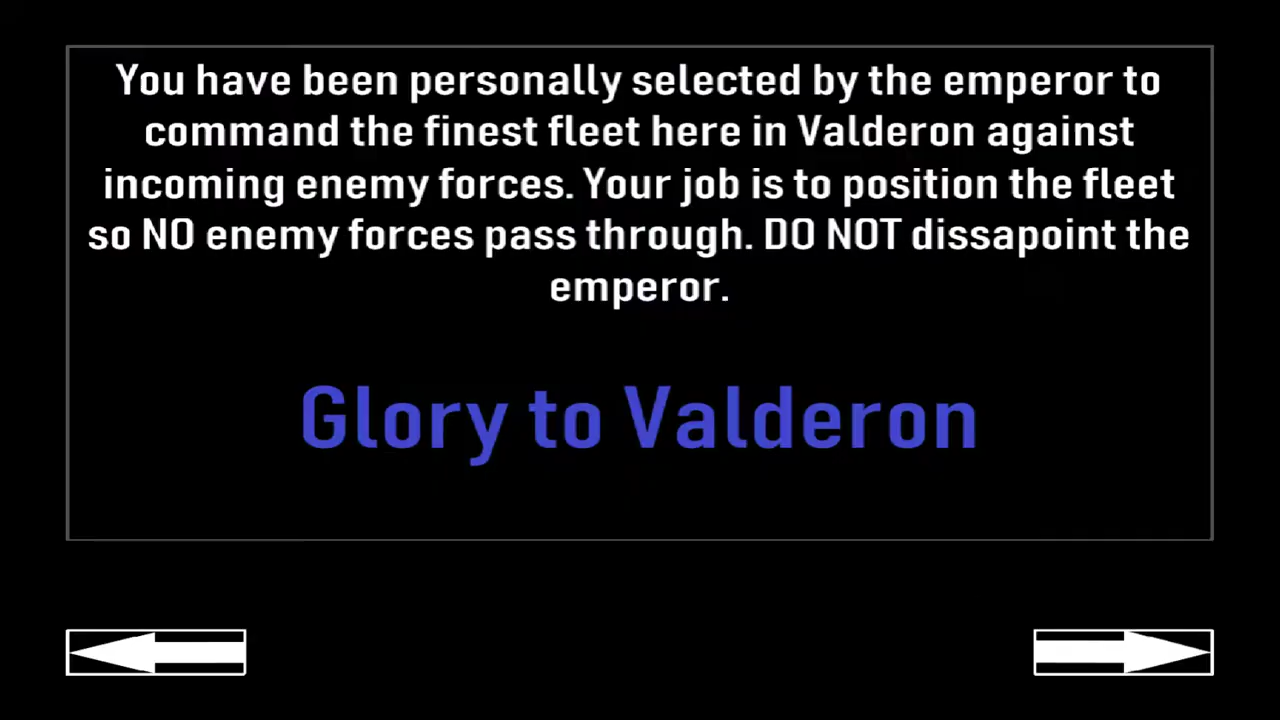 You have been personally selected by the emperor to
command the finest fleet here in Valderon against
incoming enemy forces. Your job is to position the fleet
so NO enemy forces pass through. DO NOT dissapoint the
emperor.
Glory to Valderon